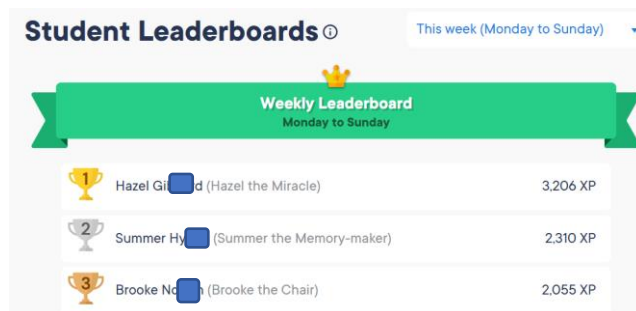 Student Leaderboards
This week (Monday to Sunday)
Weekly Leaderboard
Monday to Sunday
1 Hazel (Hazel the Miracle) 3,206 XP
2 Summer (Summer the Memory-maker) 2,310 XP
3 Brooke (Brooke the Chair) 2,055 XP